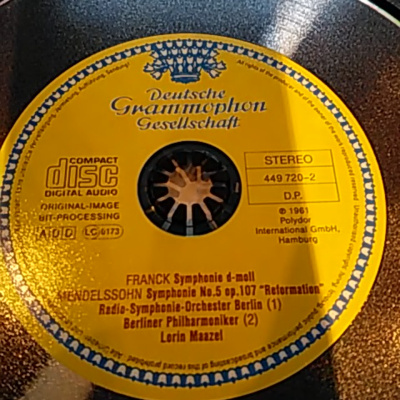 Deutsche
Grammophon
Gesellschaft
COMPACT
disc
DIGITAL AUDIO
ORIGINAL-IMAGE
BIT-PROCESSING
ADD LC 0173
STEREO
449 720-2
D.P.
℗ 1961
Polydor
International GmbH,
Hamburg
FRANCK Symphonie d-moll
MENDELSSOHN Symphonie No.5 op.107 "Reformation"
Radio-Symphonie-Orchester Berlin (1)
Berliner Philharmoniker (2)
Lorin Maazel